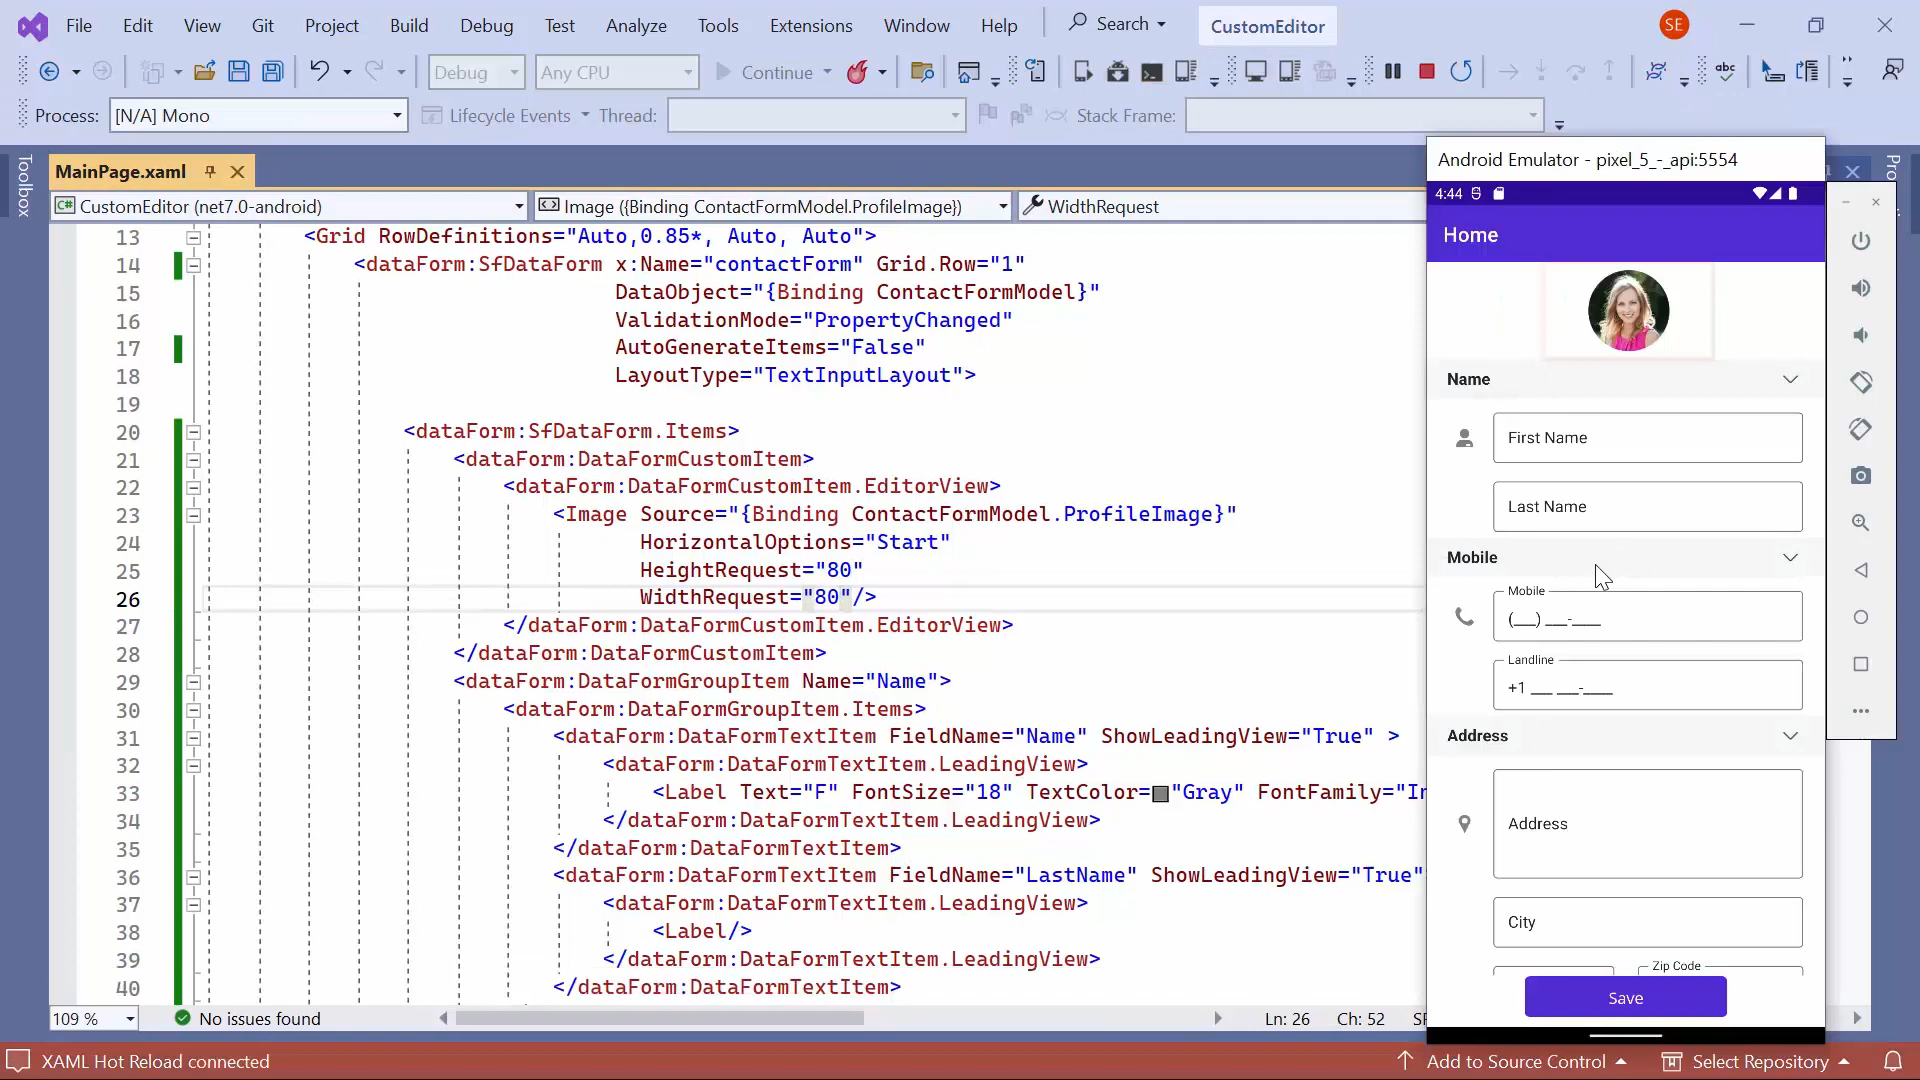 File Edit View Git Project Build Debug Test Analyze Tools Extensions Window Help Search CustomEditor SE
Debug Any CPU Continue abc
Process: [N/A] Mono Lifecycle Events Thread: Stack Frame:
Toolbox
MainPage.xaml
CustomEditor (net7.0-android) Image ({Binding ContactFormModel.ProfileImage}) WidthRequest
13 <Grid RowDefinitions="Auto,0.85*, Auto, Auto">
14 <dataForm:SfDataForm x:Name="contactForm" Grid.Row="1"
15 DataObject="{Binding ContactFormModel}"
16 ValidationMode="PropertyChanged"
17 AutoGenerateItems="False"
18 LayoutType="TextInputLayout">
19
20 <dataForm:SfDataForm.Items>
21 <dataForm:DataFormCustomItem>
22 <dataForm:DataFormCustomItem.EditorView>
23 <Image Source="{Binding ContactFormModel.ProfileImage}"
24 HorizontalOptions="Start"
25 HeightRequest="80"
26 WidthRequest="80"/>
27 </dataForm:DataFormCustomItem.EditorView>
28 </dataForm:DataFormCustomItem>
29 <dataForm:DataFormGroupItem Name="Name">
30 <dataForm:DataFormGroupItem.Items>
31 <dataForm:DataFormTextItem FieldName="Name" ShowLeadingView="True" >
32 <dataForm:DataFormTextItem.LeadingView>
33 <Label Text="F" FontSize="18" TextColor="Gray" FontFamily="In
34 </dataForm:DataFormTextItem.LeadingView>
35 </dataForm:DataFormTextItem>
36 <dataForm:DataFormTextItem FieldName="LastName" ShowLeadingView="True"
37 <dataForm:DataFormTextItem.LeadingView>
38 <Label/>
39 </dataForm:DataFormTextItem.LeadingView>
40 </dataForm:DataFormTextItem>
109 % No issues found Ln: 26 Ch: 52
XAML Hot Reload connected Add to Source Control Select Repository
Android Emulator - pixel_5_-_api:5554
4:44
Home
Name
First Name
Last Name
Mobile
Mobile
(___) ___-____
Landline
+1 ___ ___-____
Address
Address
City
Zip Code
Save